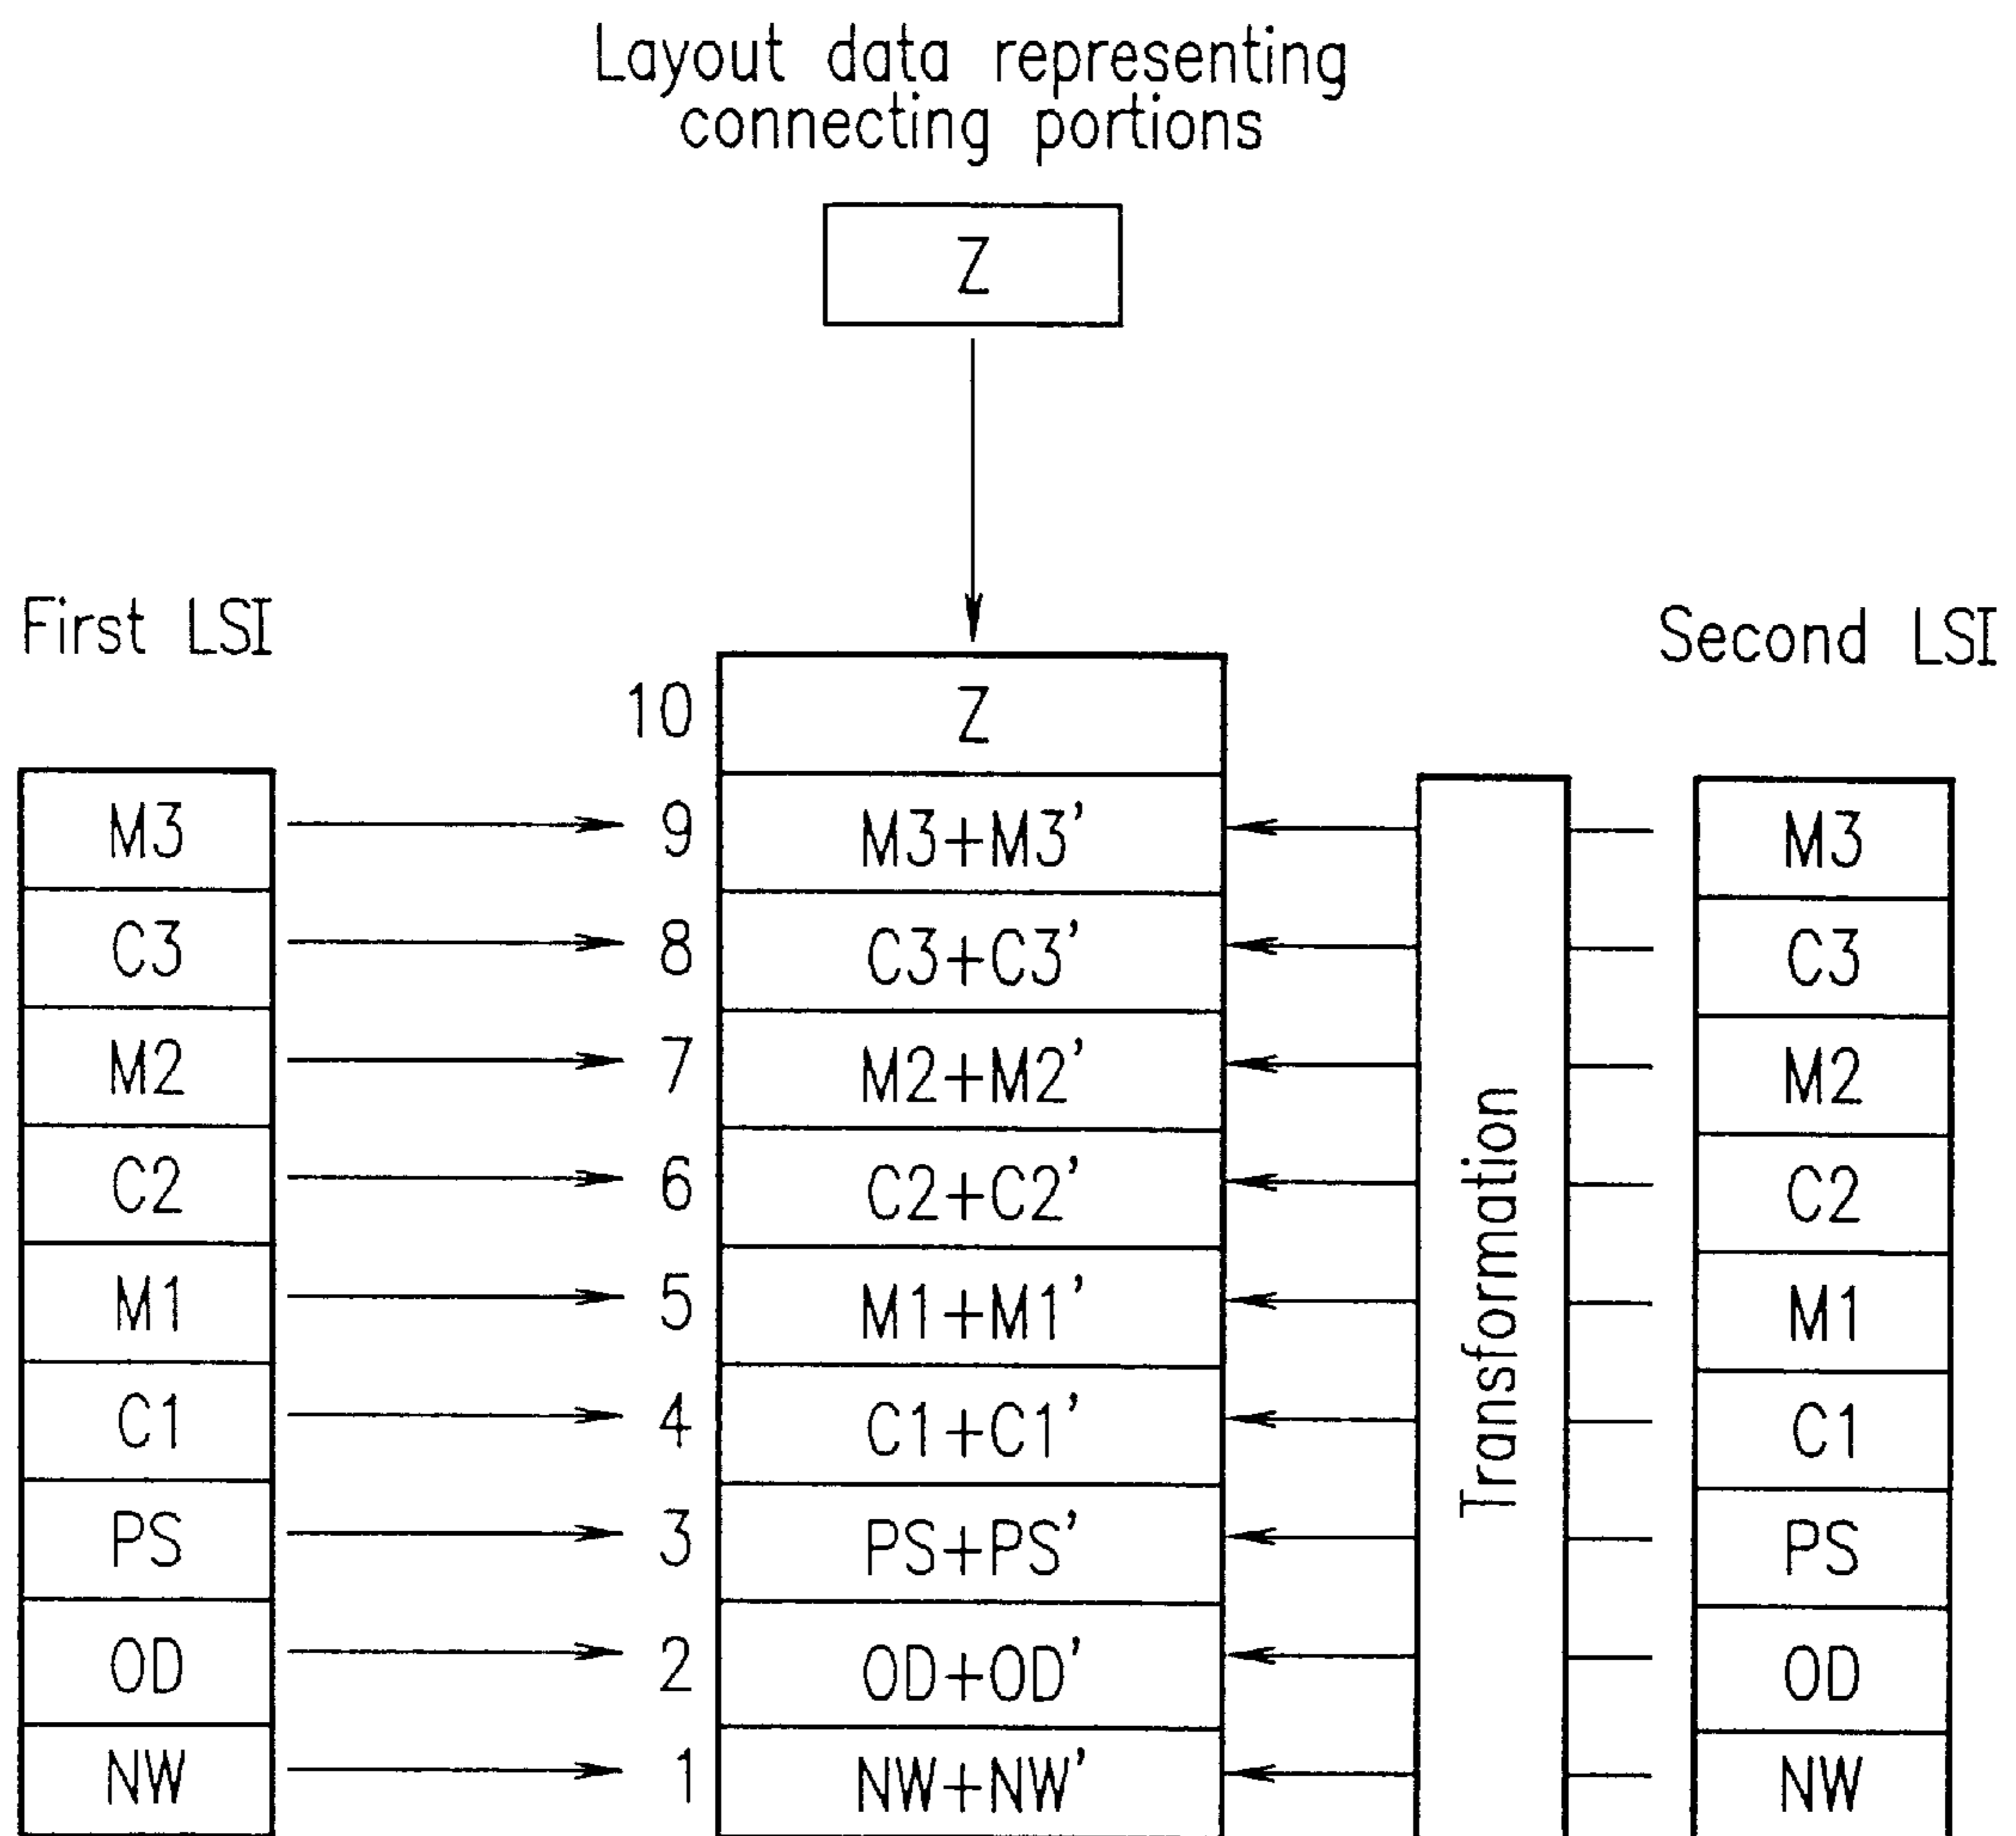 Layout data representing
connecting portions
Z
First LSI
Second LSI
10 Z
M3 9 M3+M3' M3
C3 8 C3+C3' C3
M2 7 M2+M2' M2
C2 6 C2+C2' C2
M1 5 M1+M1' M1
C1 4 C1+C1' C1
PS 3 PS+PS' PS
OD 2 OD+OD' OD
NW 1 NW+NW' NW
Transformation